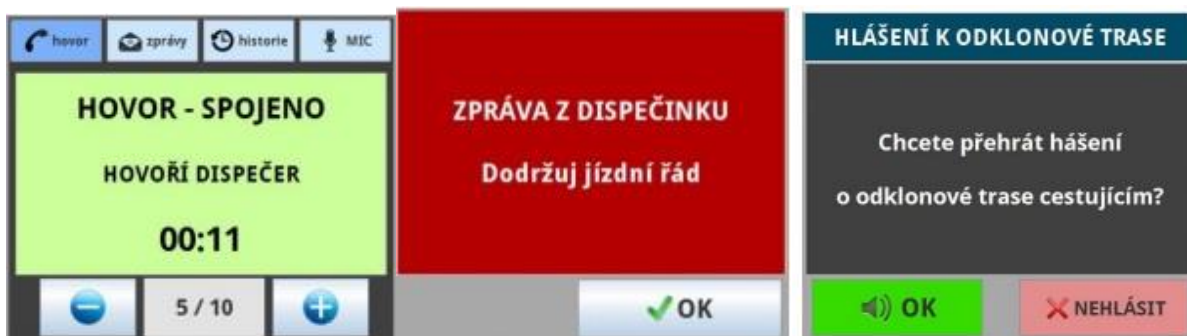 hovor
zprávy
historie
MIC
HOVOR - SPOJENO
HOVOŘÍ DISPEČER
00:11
5 / 10
ZPRÁVA Z DISPEČINKU
Dodržuj jízdní řád
OK
HLÁŠENÍ K ODKLONOVÉ TRASE
Chcete přehrát hášení
o odklonové trase cestujícím?
OK
NEHLÁSIT